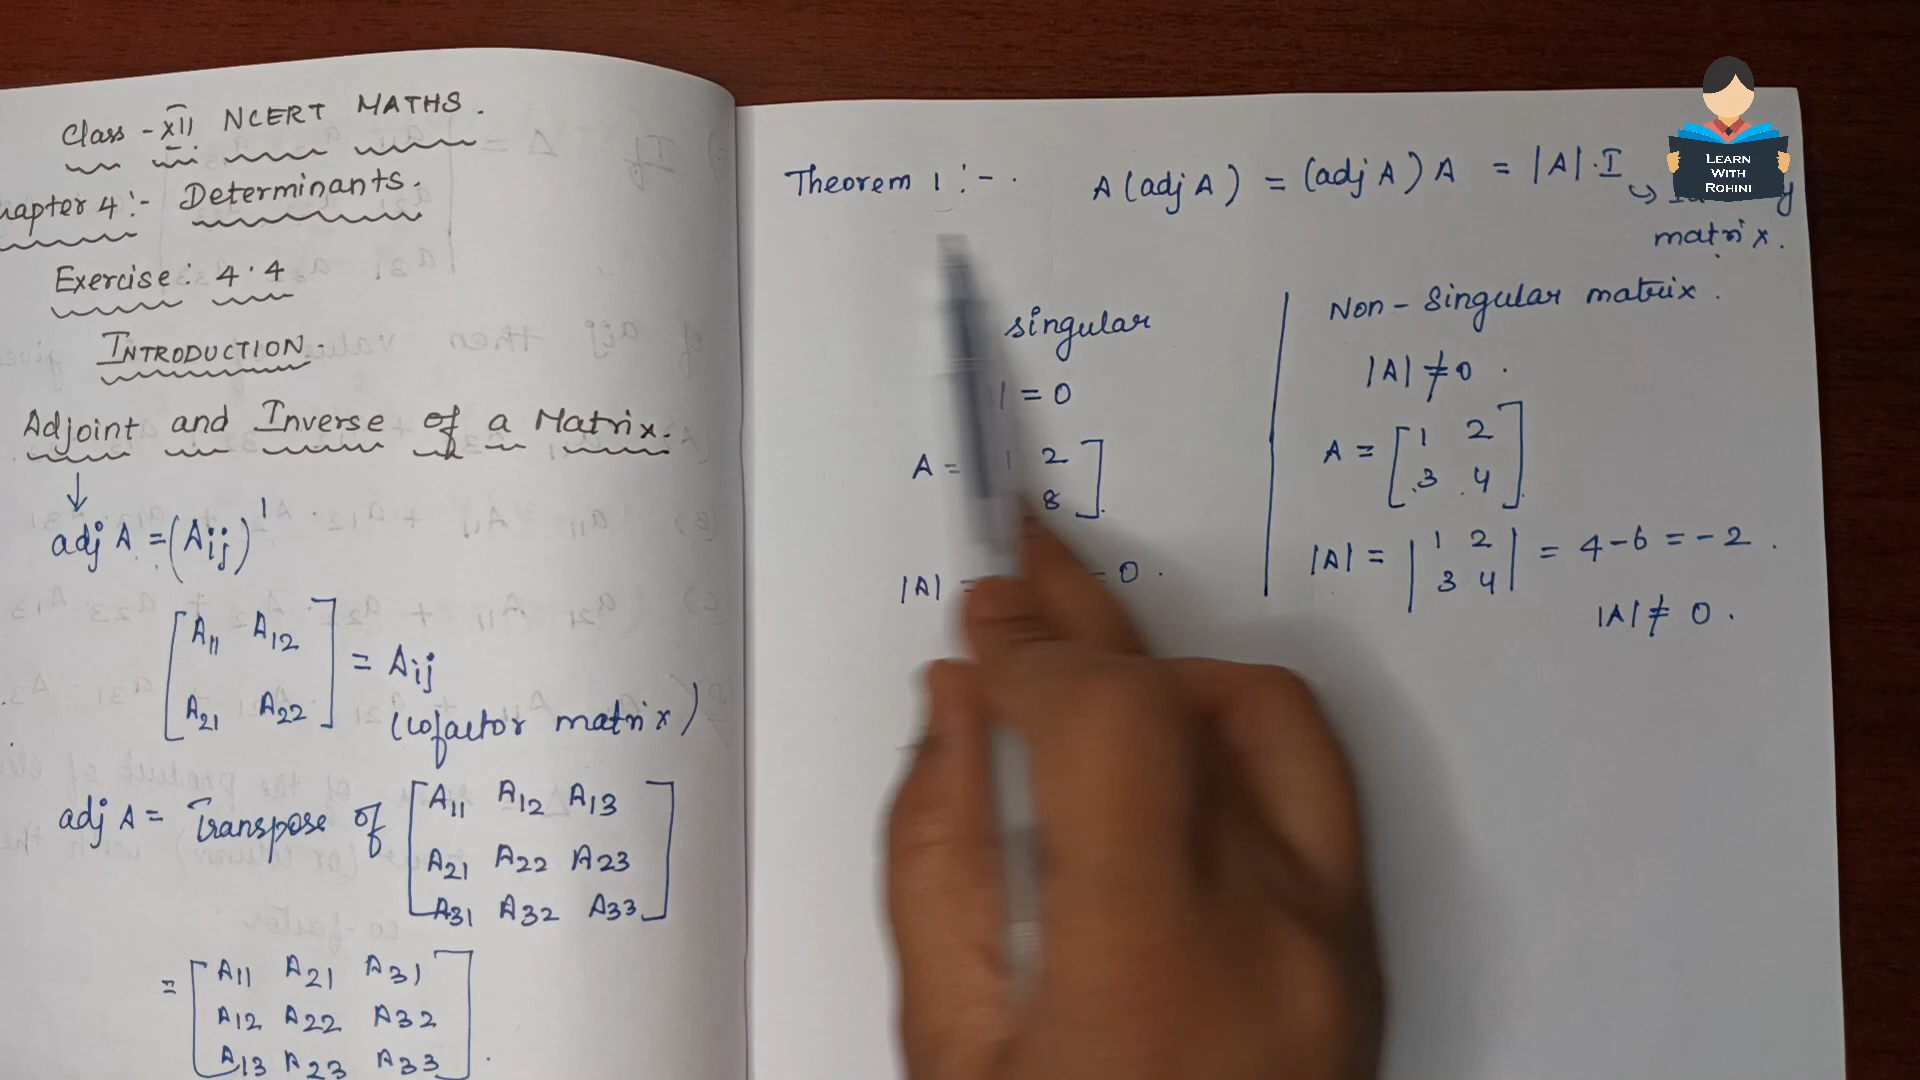 Class - XII NCERT MATHS.
hapter 4 :- Determinants.
Exercise: 4.4
INTRODUCTION.
Adjoint and Inverse of a Matrix.
↓
adj A = (Aij)'
[A11 A12
A21 A22] = Aij
(cofactor matrix)
adj A = Transpose of [A11 A12 A13
A21 A22 A23
A31 A32 A33]
= [A11 A21 A31
A12 A22 A32
A13 A23 A33].
Theorem 1 :- . A(adj A) = (adj A) A = |A|.I
matrix.
singular
| = 0
A = 1 2
8].
|A| = = 0.
Non-Singular matrix.
|A| ≠ 0.
A = [1 2
3 4].
|A| = |1 2
3 4| = 4-6 = -2.
|A| ≠ 0.
LEARN
WITH
ROHINI